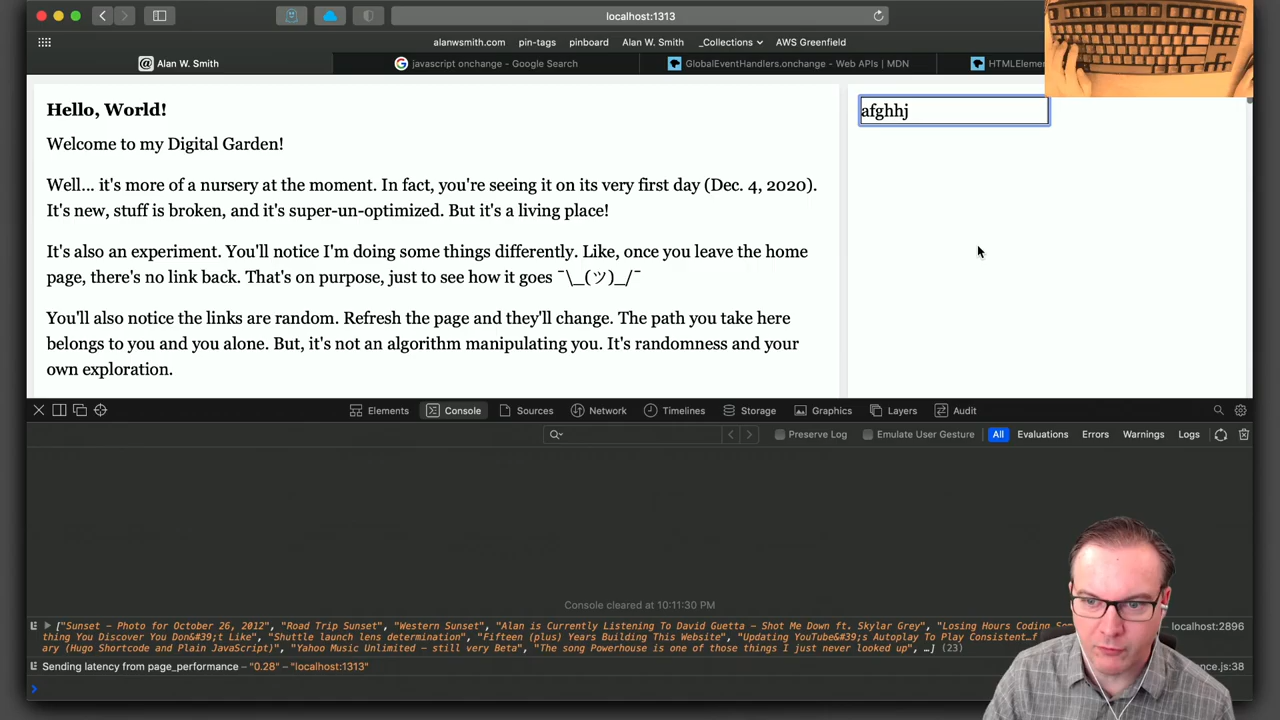 localhost:1313
alanwsmith.com pin-tags pinboard Alan W. Smith _Collections AWS Greenfield
Alan W. Smith
javascript onchange - Google Search
GlobalEventHandlers.onchange - Web APIs | MDN
HTMLElem
Hello, World!
afghhj
Welcome to my Digital Garden!
Well... it's more of a nursery at the moment. In fact, you're seeing it on its very first day (Dec. 4, 2020).
It's new, stuff is broken, and it's super-un-optimized. But it's a living place!
It's also an experiment. You'll notice I'm doing some things differently. Like, once you leave the home
page, there's no link back. That's on purpose, just to see how it goes ¯\_(ツ)_/¯
You'll also notice the links are random. Refresh the page and they'll change. The path you take here
belongs to you and you alone. But, it's not an algorithm manipulating you. It's randomness and your
own exploration.
Elements Console Sources Network Timelines Storage Graphics Layers Audit
Preserve Log Emulate User Gesture All Evaluations Errors Warnings Logs
Console cleared at 10:11:30 PM
["Sunset – Photo for October 26, 2012", "Road Trip Sunset", "Western Sunset", "Alan is Currently Listening To David Guetta – Shot Me Down ft. Skylar Grey", "Losing Hours Coding Som
localhost:2896
thing You Discover You Don&#39;t Like", "Shuttle launch lens determination", "Fifteen (plus) Years Building This Website", "Updating YouTube&#39;s Autoplay To Play Consistent…f
ary (Hugo Shortcode and Plain JavaScript)", "Yahoo Music Unlimited – still very Beta", "The song Powerhouse is one of those things I just never looked up", …] (23)
Sending latency from page_performance – "0.28" – "localhost:1313"
nce.js:38